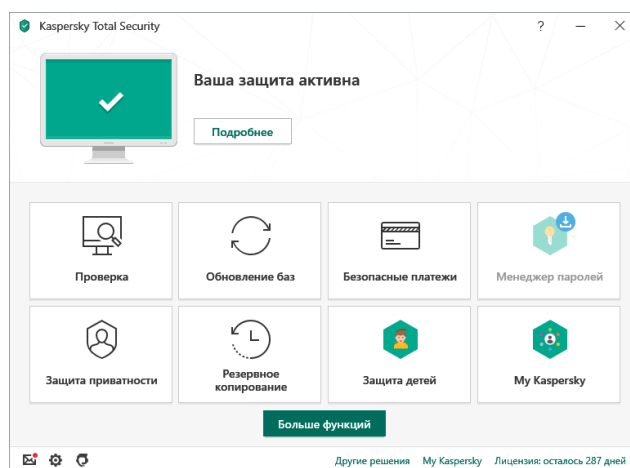 Kaspersky Total Security
?
Ваша защита активна
Подробнее
Проверка
Обновление баз
Безопасные платежи
Менеджер паролей
Защита приватности
Резервное
копирование
Защита детей
My Kaspersky
Больше функций
Другие решения My Kaspersky Лицензия: осталось 287 дней